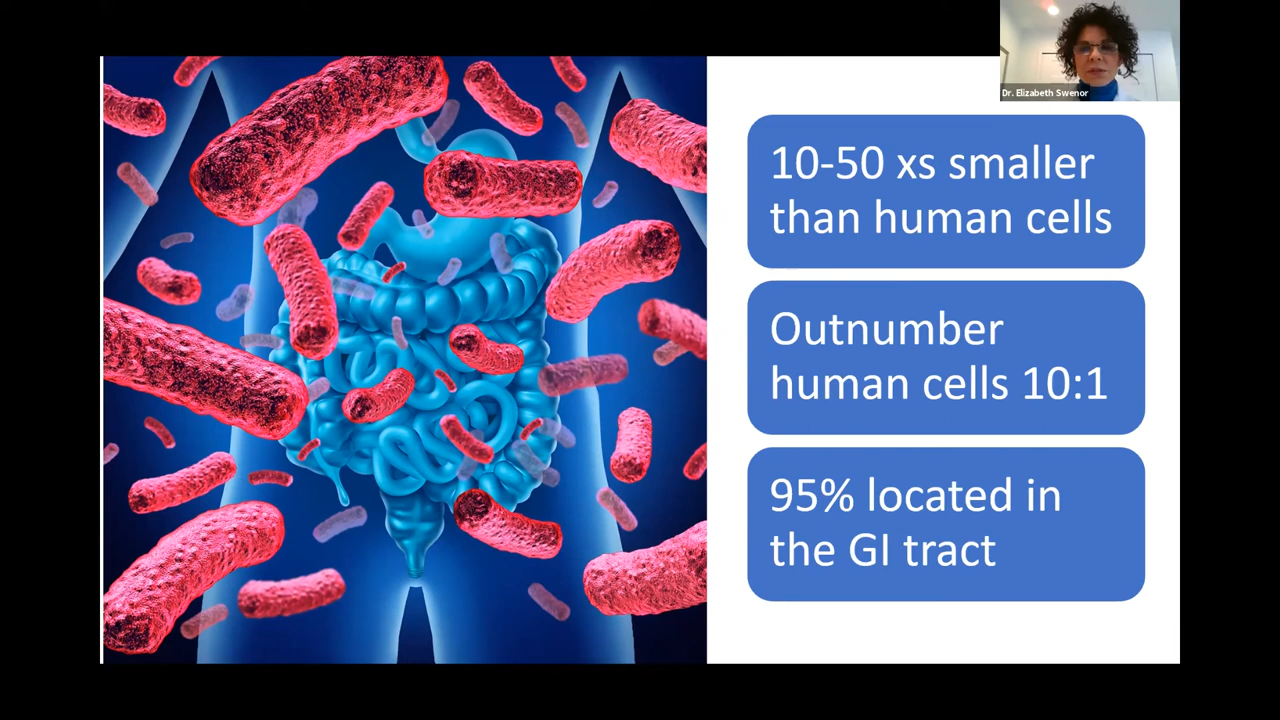 Dr. Elizabeth Swenor
10-50 xs smaller
than human cells
Outnumber
human cells 10:1
95% located in
the GI tract